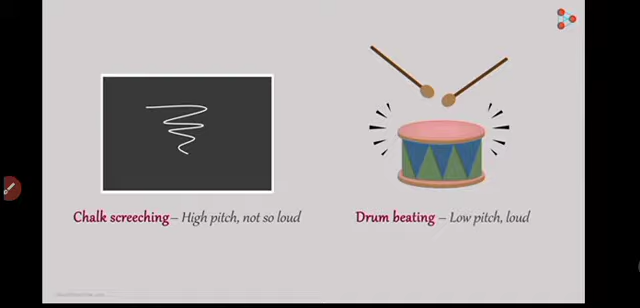 Chalk screeching – High pitch, not so loud
Drum beating – Low pitch, loud